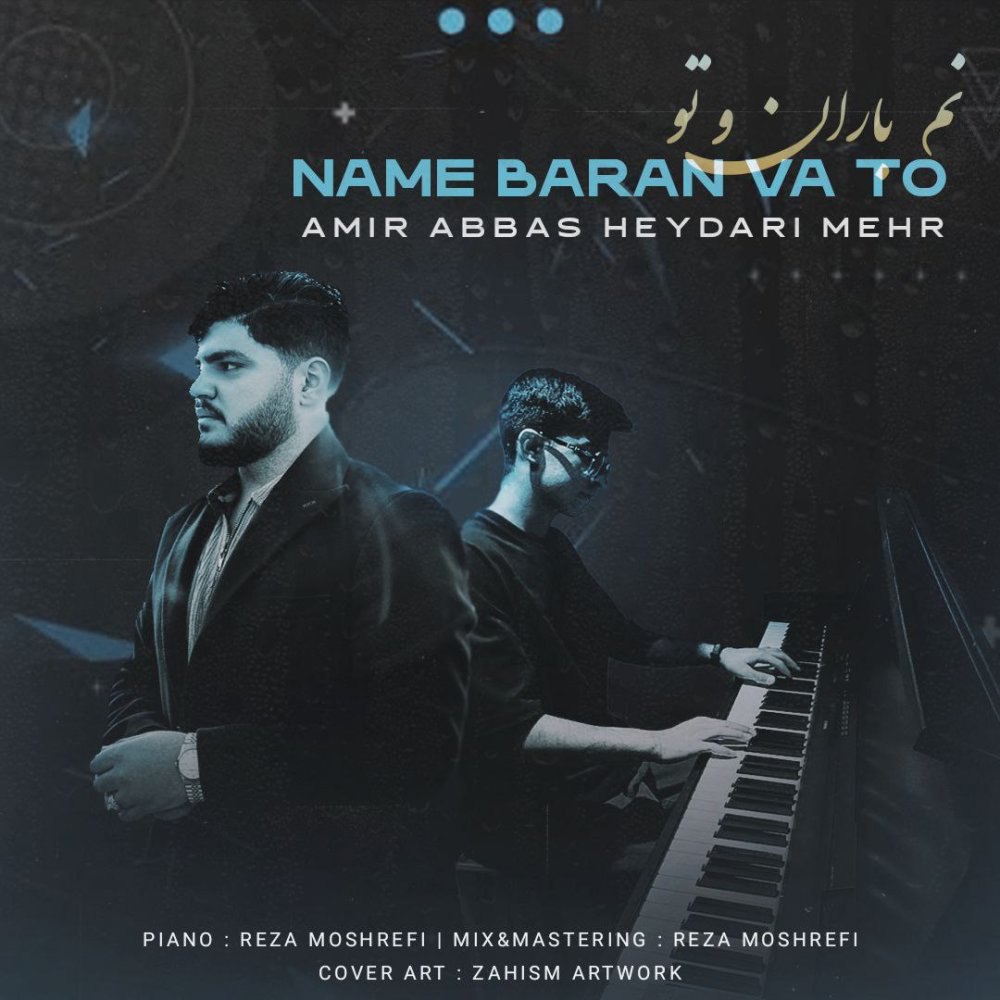 نم باران و تو
NAME BARAN VA TO
AMIR ABBAS HEYDARI MEHR
PIANO : REZA MOSHREFI | MIX&MASTERING : REZA MOSHREFI
COVER ART : ZAHISM ARTWORK